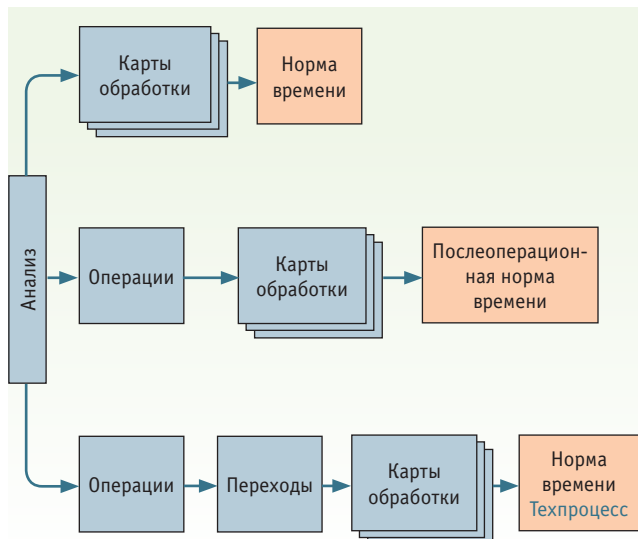 Карты
обработки
Норма
времени
Анализ
Операции
Карты
обработки
Послеоперацион-
ная норма
времени
Операции
Переходы
Карты
обработки
Норма
времени
Техпроцесс